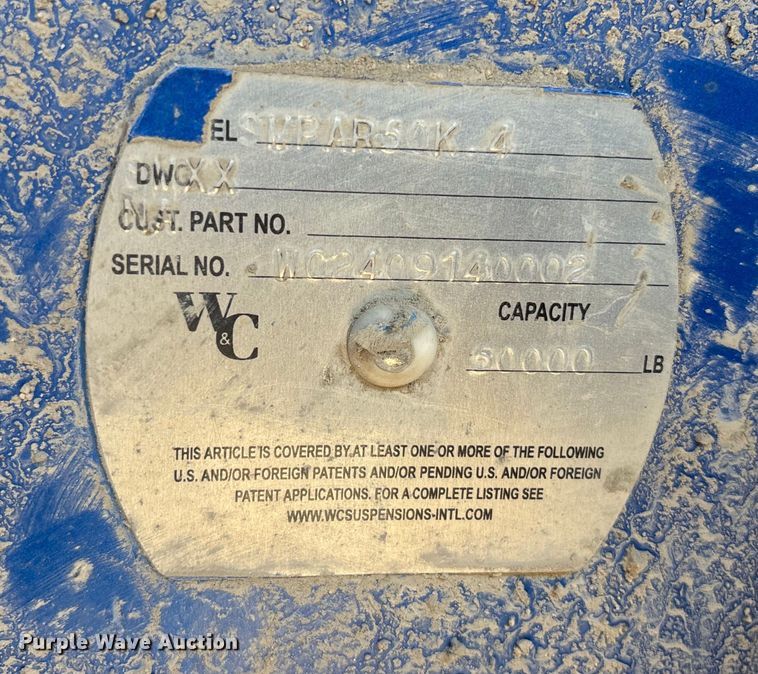 EL WPAR50K.4
DWG
CUST. PART NO.
SERIAL NO. WC2409140002
W&C
CAPACITY
50000 LB
THIS ARTICLE IS COVERED BY AT LEAST ONE OR MORE OF THE FOLLOWING
U.S. AND/OR FOREIGN PATENTS AND/OR PENDING U.S. AND/OR FOREIGN
PATENT APPLICATIONS. FOR A COMPLETE LISTING SEE
WWW.WCSUSPENSIONS-INTL.COM
Purple Wave Auction